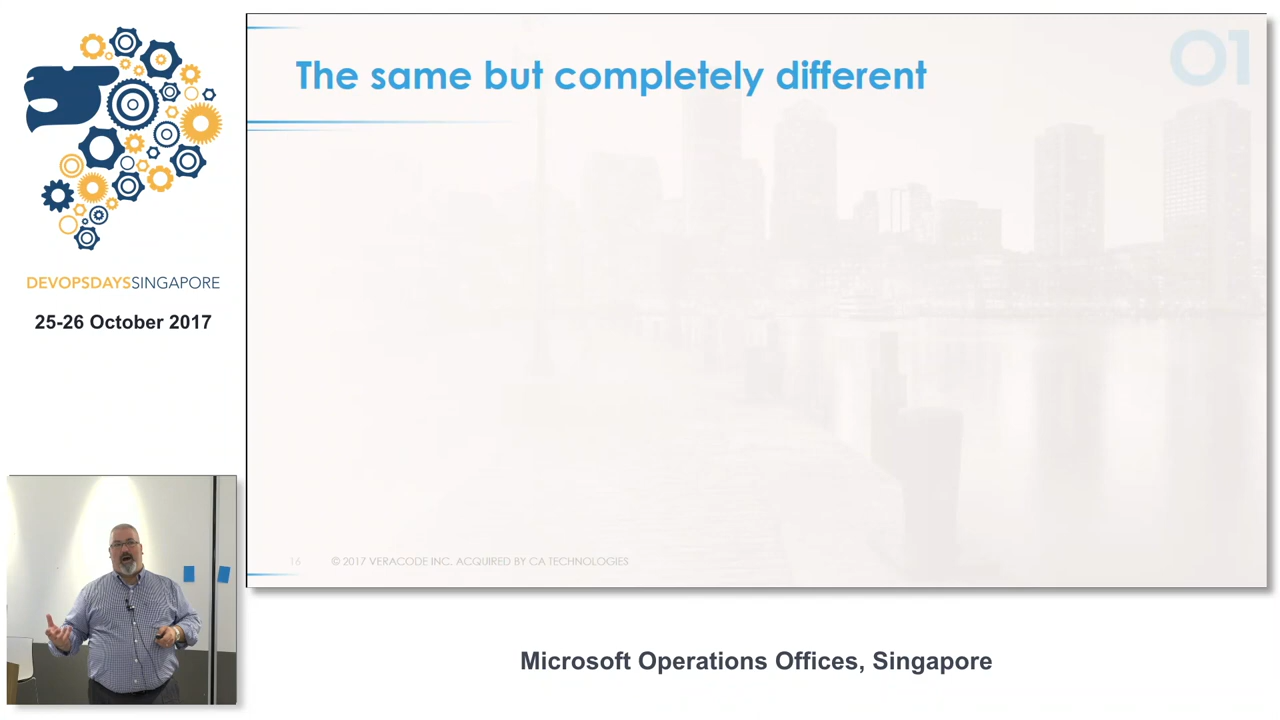 DEVOPSDAYSSINGAPORE
25-26 October 2017
The same but completely different
01
16
© 2017 VERACODE INC. ACQUIRED BY CA TECHNOLOGIES
Microsoft Operations Offices, Singapore